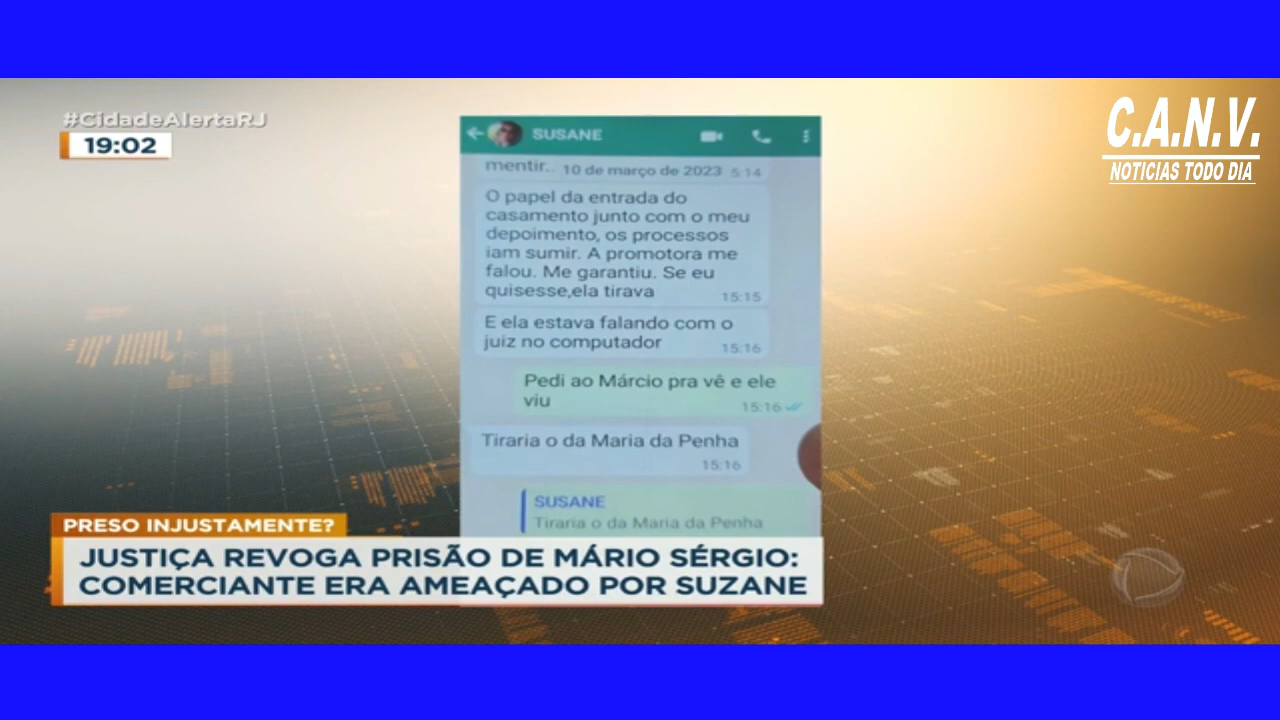 #CidadeAlertaRJ
19:02
C.A.N.V.
NOTICIAS TODO DIA
SUSANE
mentir..
10 de março de 2023
5:14
O papel da entrada do
casamento junto com o meu
depoimento, os processos
iam sumir. A promotora me
falou. Me garantiu. Se eu
quisesse,ela tirava
15:15
E ela estava falando com o
juiz no computador
15:16
Pedi ao Márcio pra vê e ele
viu
15:16
Tiraria o da Maria da Penha
15:16
SUSANE
Tiraria o da Maria da Penha
PRESO INJUSTAMENTE?
JUSTIÇA REVOGA PRISÃO DE MÁRIO SÉRGIO:
COMERCIANTE ERA AMEAÇADO POR SUZANE